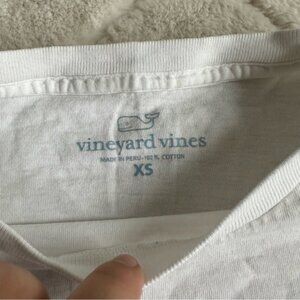 vineyard vines
MADE IN PERU-100% COTTON
XS